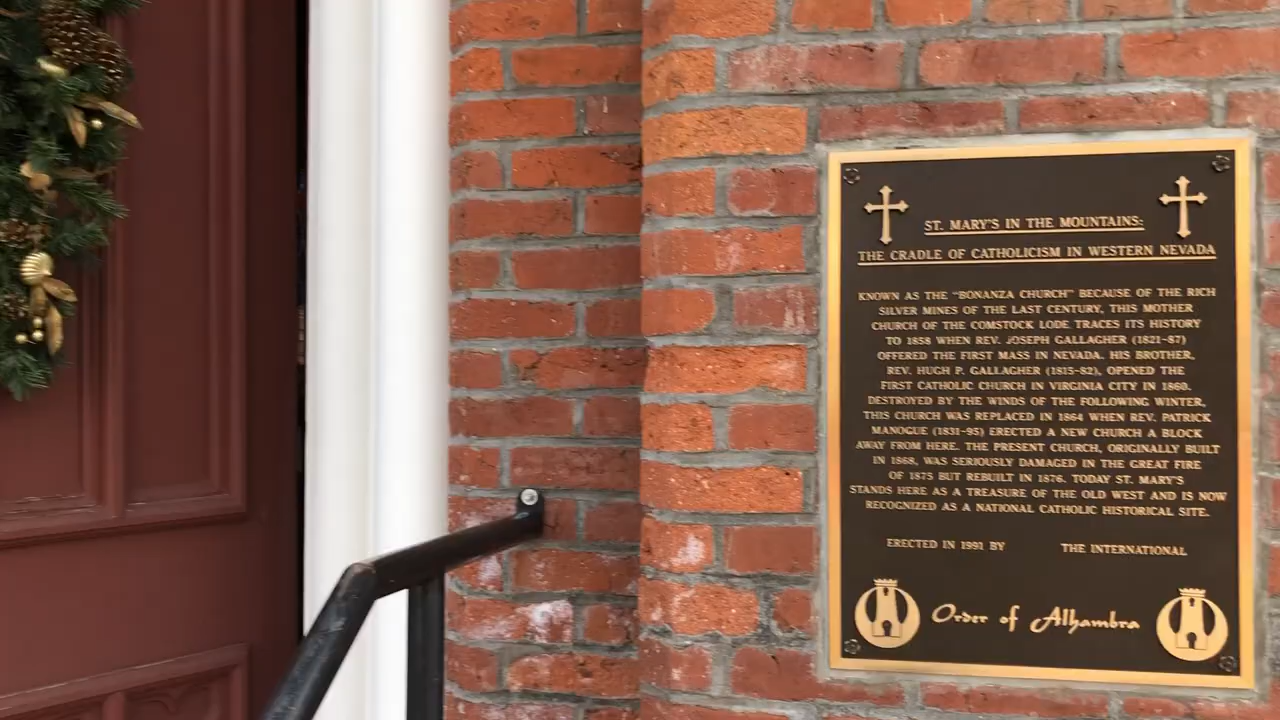 ST. MARY'S IN THE MOUNTAINS:
THE CRADLE OF CATHOLICISM IN WESTERN NEVADA
KNOWN AS THE "BONANZA CHURCH" BECAUSE OF THE RICH
SILVER MINES OF THE LAST CENTURY, THIS MOTHER
CHURCH OF THE COMSTOCK LODE TRACES ITS HISTORY
TO 1858 WHEN REV. JOSEPH GALLAGHER (1821-87)
OFFERED THE FIRST MASS IN NEVADA. HIS BROTHER,
REV. HUGH P. GALLAGHER (1815-82), OPENED THE
FIRST CATHOLIC CHURCH IN VIRGINIA CITY IN 1860.
DESTROYED BY THE WINDS OF THE FOLLOWING WINTER,
THIS CHURCH WAS REPLACED IN 1864 WHEN REV. PATRICK
MANOGUE (1831-95) ERECTED A NEW CHURCH A BLOCK
AWAY FROM HERE. THE PRESENT CHURCH, ORIGINALLY BUILT
IN 1868, WAS SERIOUSLY DAMAGED IN THE GREAT FIRE
OF 1875 BUT REBUILT IN 1876. TODAY ST. MARY'S
STANDS HERE AS A TREASURE OF THE OLD WEST AND IS NOW
RECOGNIZED AS A NATIONAL CATHOLIC HISTORICAL SITE.
ERECTED IN 1991 BY THE INTERNATIONAL
Order of Alhambra